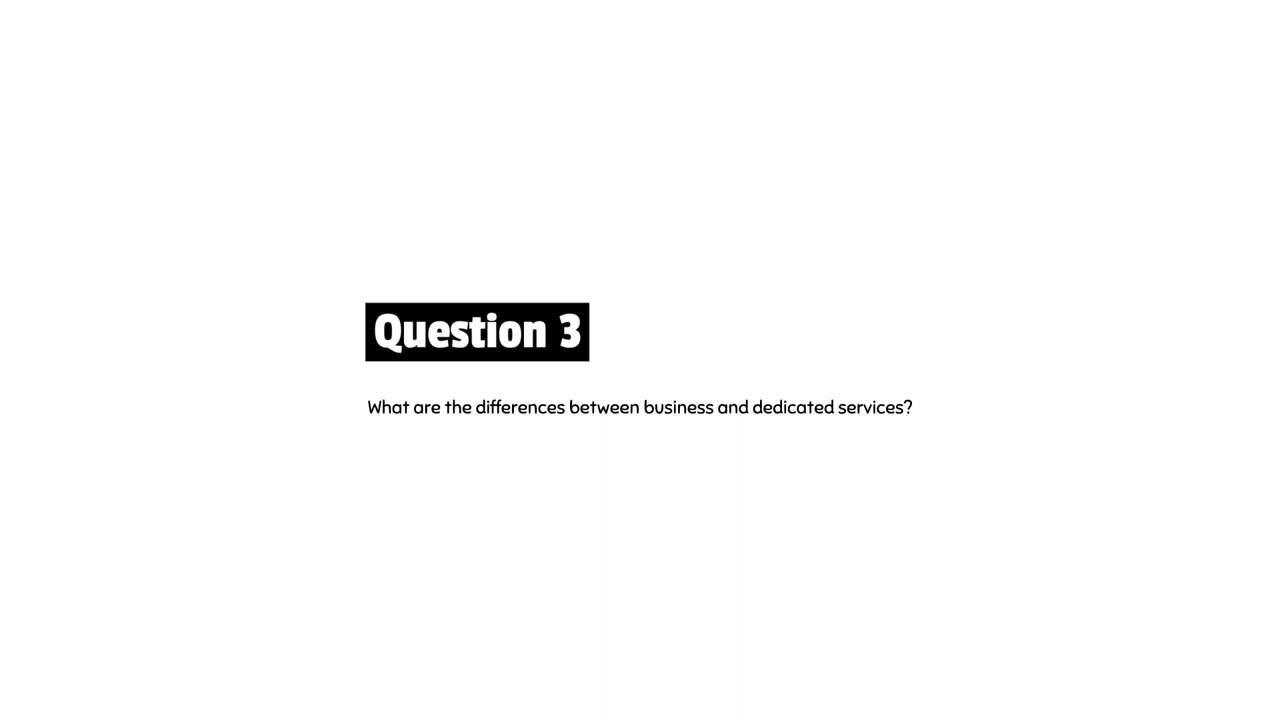 Question 3
What are the differences between business and dedicated services?